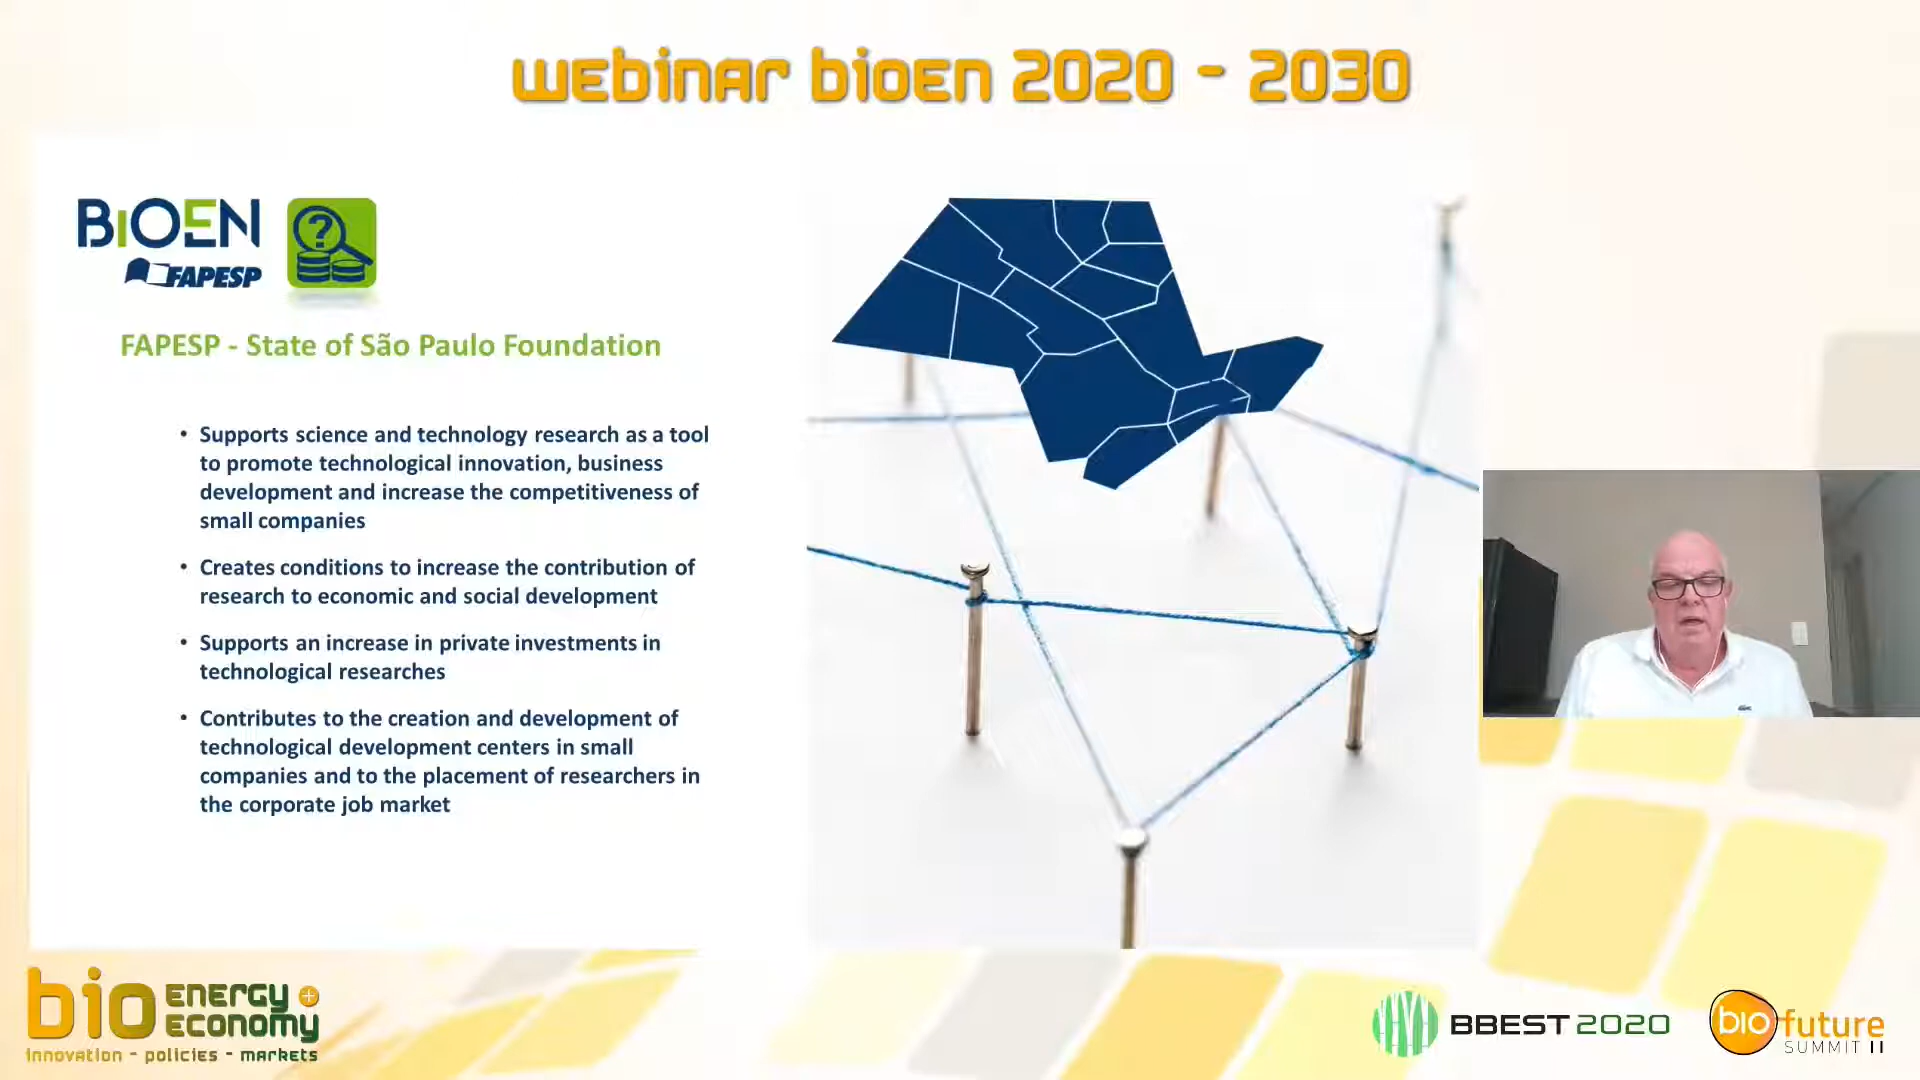 webinar bioen 2020 - 2030
BiOEN
FAPESP
?
FAPESP - State of São Paulo Foundation
• Supports science and technology research as a tool
to promote technological innovation, business
development and increase the competitiveness of
small companies
• Creates conditions to increase the contribution of
research to economic and social development
• Supports an increase in private investments in
technological researches
• Contributes to the creation and development of
technological development centers in small
companies and to the placement of researchers in
the corporate job market
bio ENERGY +
ECONOMY
innovation - policies - markets
BBEST 2020
biofuture
SUMMIT II